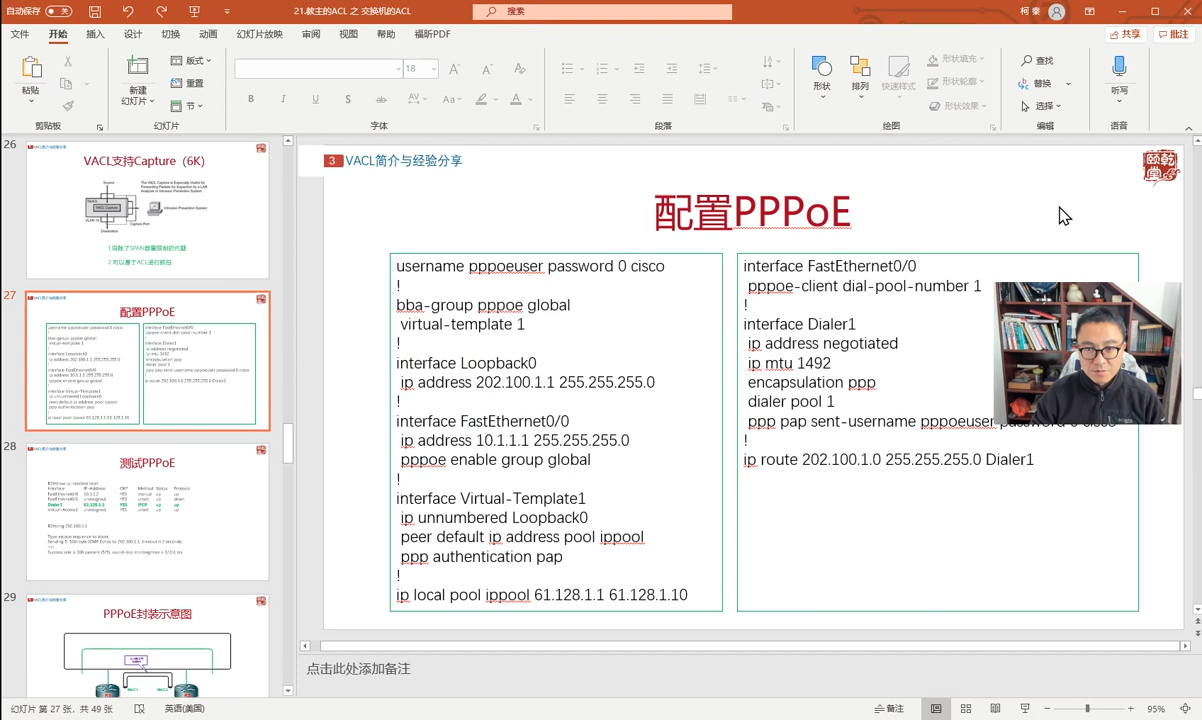 自动保存
关
21.教主的ACL 之 交换机的ACL
搜索
柯 秦
文件
开始
插入
设计
切换
动画
幻灯片放映
审阅
视图
帮助
福昕PDF
共享
批注
粘贴
新建
幻灯片
版式
重置
节
18
形状
排列
快速样式
形状填充
形状轮廓
形状效果
查找
替换
选择
听写
剪贴板
幻灯片
字体
段落
绘图
编辑
语音
26
VACL支持Capture（6K）
27
配置PPPoE
28
测试PPPoE
29
PPPoE封装示意图
3 VACL简介与经验分享
配置PPPoE
username pppoeuser password 0 cisco
!
bba-group pppoe global
virtual-template 1
!
interface Loopback0
ip address 202.100.1.1 255.255.255.0
!
interface FastEthernet0/0
ip address 10.1.1.1 255.255.255.0
pppoe enable group global
!
interface Virtual-Template1
ip unnumbered Loopback0
peer default ip address pool ippool
ppp authentication pap
!
ip local pool ippool 61.128.1.1 61.128.1.10
interface FastEthernet0/0
pppoe-client dial-pool-number 1
!
interface Dialer1
ip address negotiated
ip mtu 1492
encapsulation ppp
dialer pool 1
ppp pap sent-username pppoeuser password 0 cisco
!
ip route 202.100.1.0 255.255.255.0 Dialer1
点击此处添加备注
幻灯片 第 27 张，共 49 张
英语(美国)
备注
95%